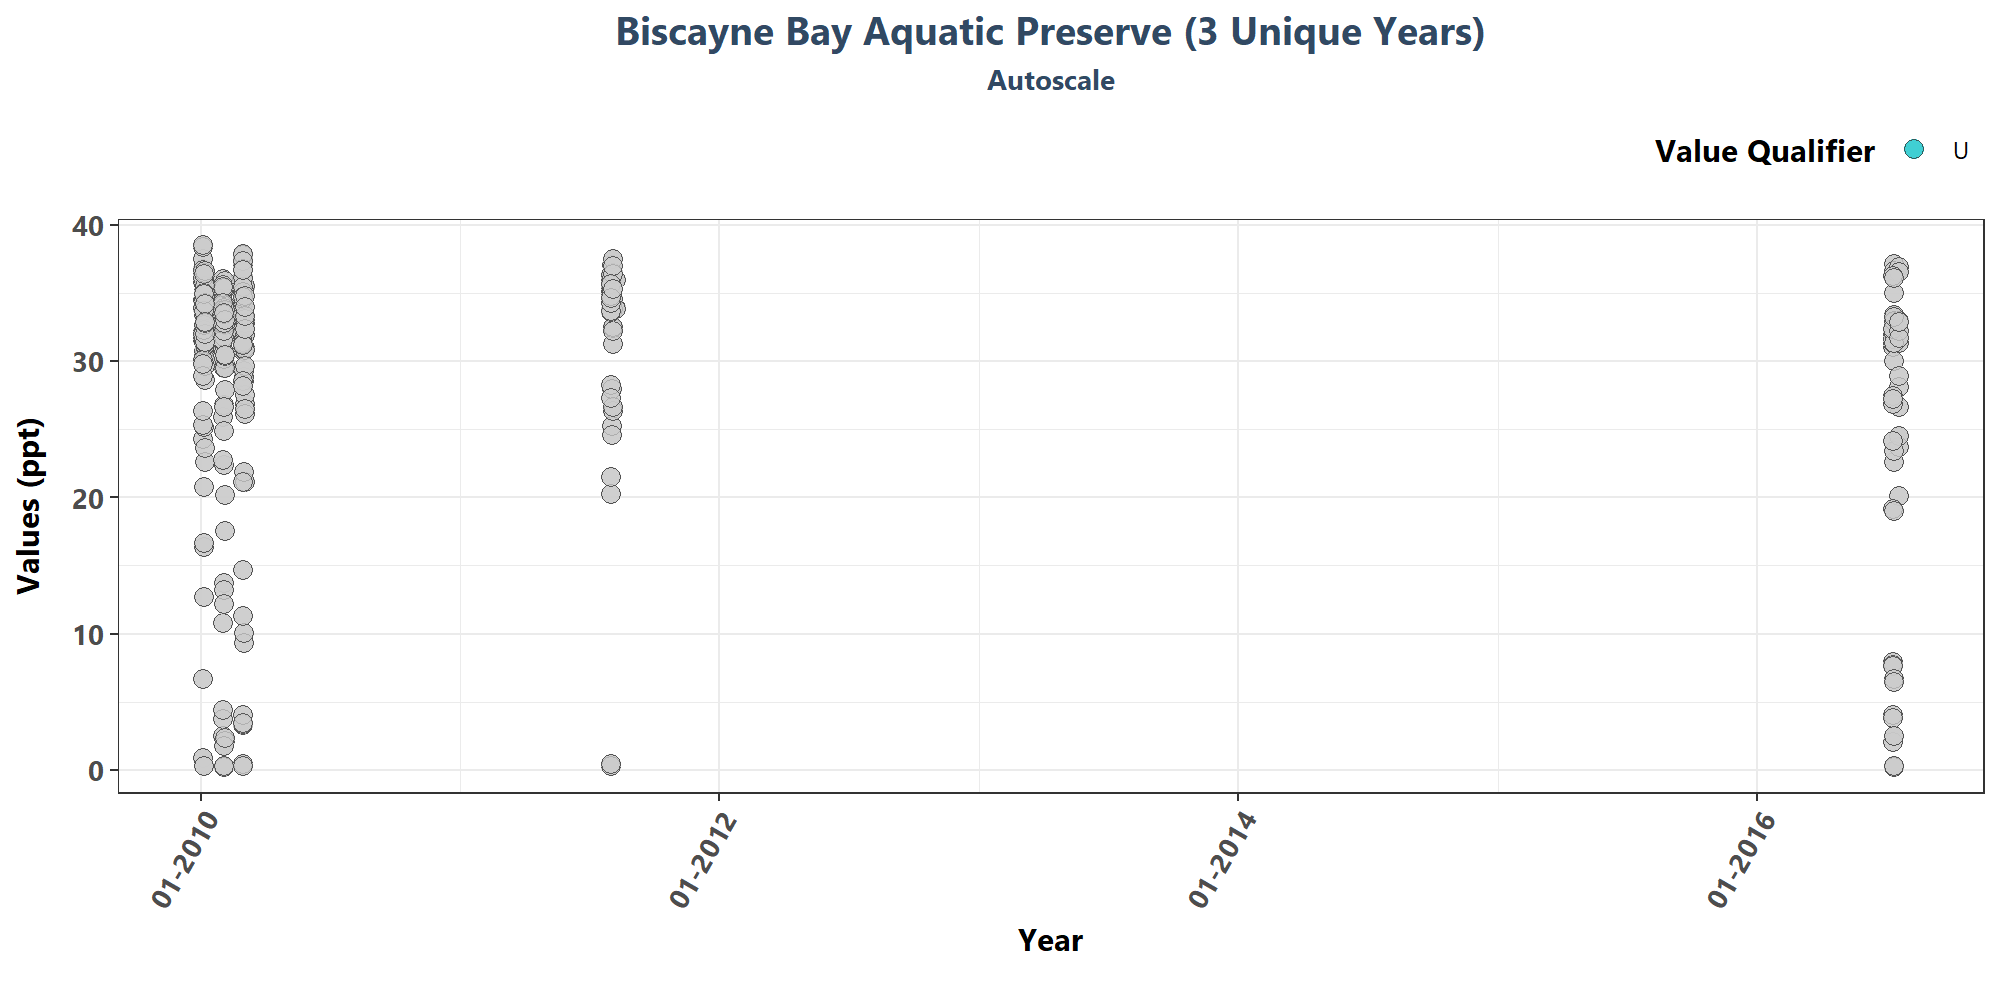 Biscayne Bay Aquatic Preserve (3 Unique Years)
Autoscale
Value Qualifier U
Values (ppt)
40
30
20
10
0
01-2010 01-2012 01-2014 01-2016
Year